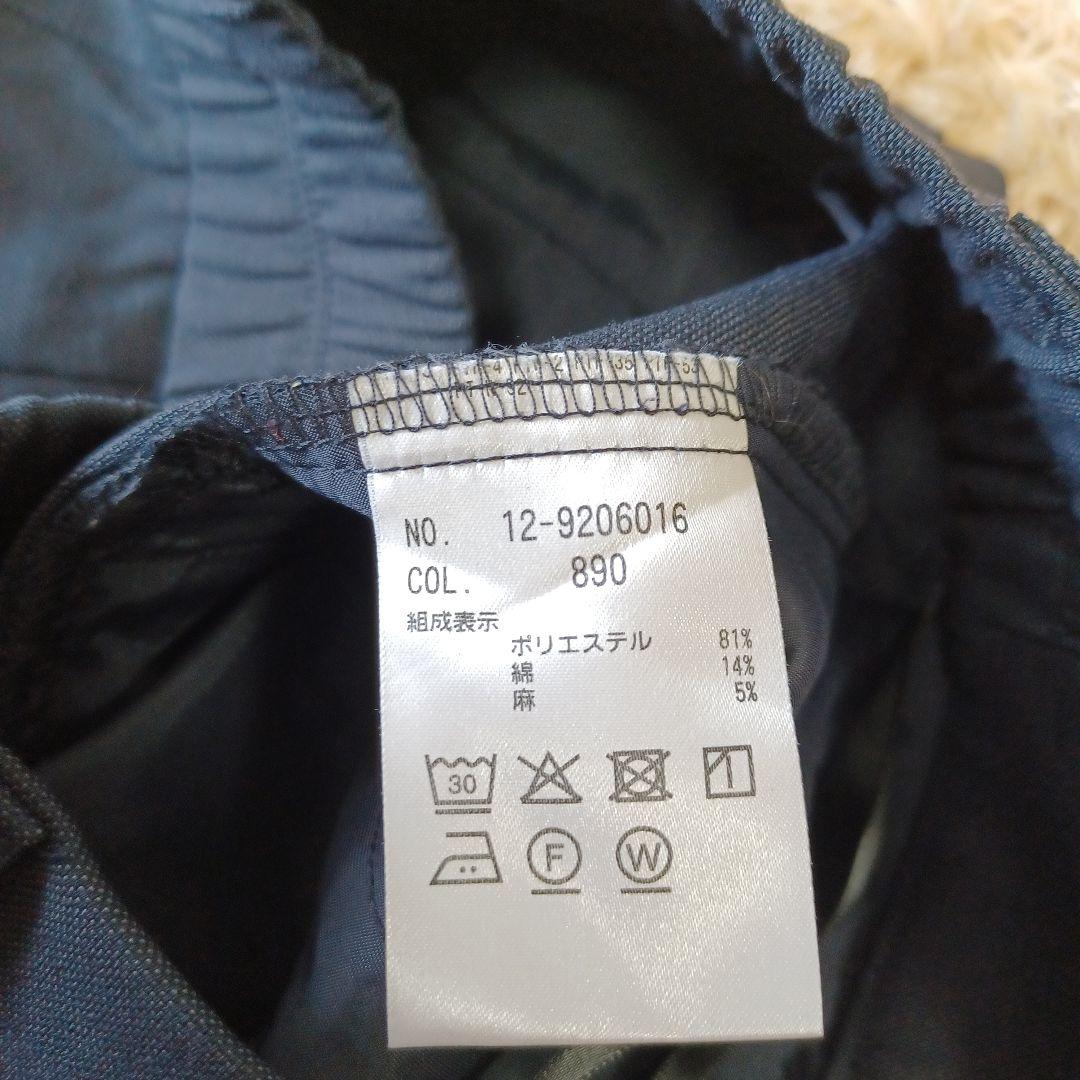 NO. 12-9206016
COL. 890
組成表示
ポリエステル 81%
綿 14%
麻 5%
30
F W